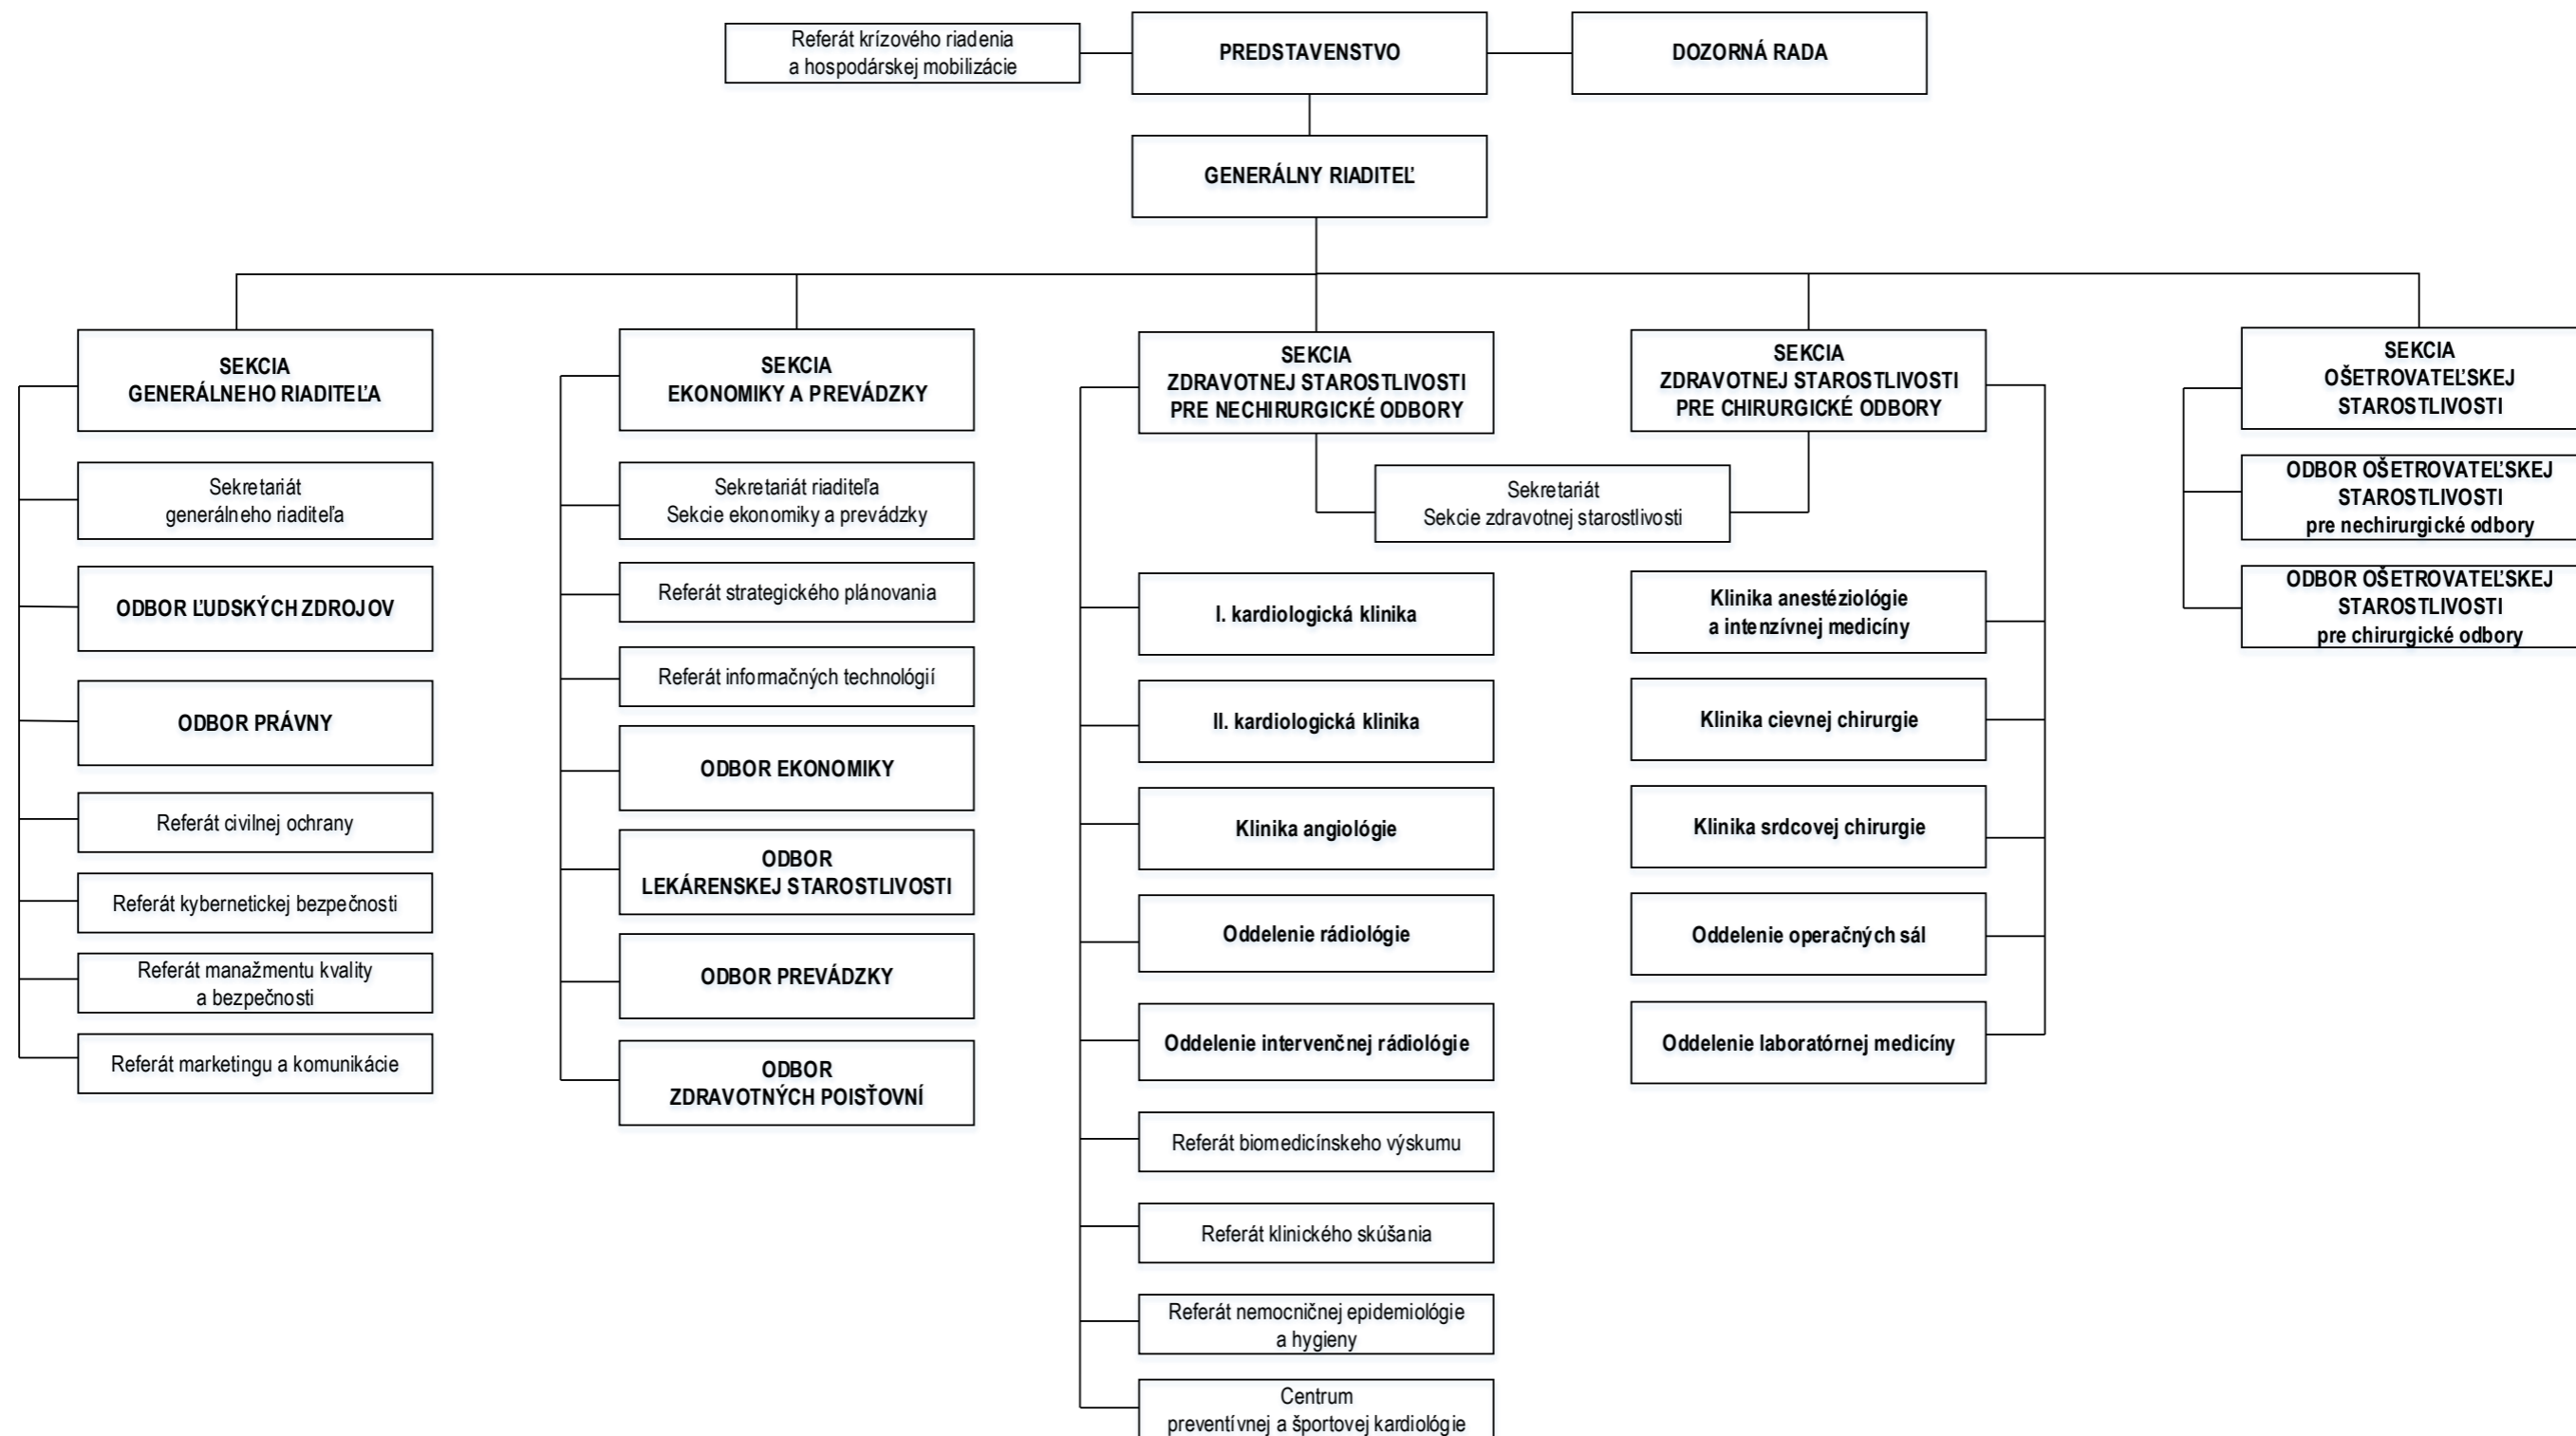 Referát krízového riadenia
a hospodárskej mobilizácie
PREDSTAVENSTVO
DOZORNÁ RADA
GENERÁLNY RIADITEĽ
SEKCIA
GENERÁLNEHO RIADITEĽA
Sekretariát
generálneho riaditeľa
ODBOR ĽUDSKÝCH ZDROJOV
ODBOR PRÁVNY
Referát civilnej ochrany
Referát kybernetickej bezpečnosti
Referát manažmentu kvality
a bezpečnosti
Referát marketingu a komunikácie
SEKCIA
EKONOMIKY A PREVÁDZKY
Sekretariát riaditeľa
Sekcie ekonomiky a prevádzky
Referát strategického plánovania
Referát informačných technológií
ODBOR EKONOMIKY
ODBOR
LEKÁRENSKEJ STAROSTLIVOSTI
ODBOR PREVÁDZKY
ODBOR
ZDRAVOTNÝCH POISŤOVNÍ
SEKCIA
ZDRAVOTNEJ STAROSTLIVOSTI
PRE NECHIRURGICKÉ ODBORY
Sekretariát
Sekcie zdravotnej starostlivosti
I. kardiologická klinika
II. kardiologická klinika
Klinika angiológie
Oddelenie rádiológie
Oddelenie intervenčnej rádiológie
Referát biomedicínskeho výskumu
Referát klinického skúšania
Referát nemocničnej epidemiológie
a hygieny
Centrum
preventívnej a športovej kardiológie
SEKCIA
ZDRAVOTNEJ STAROSTLIVOSTI
PRE CHIRURGICKÉ ODBORY
Klinika anestéziológie
a intenzívnej medicíny
Klinika cievnej chirurgie
Klinika srdcovej chirurgie
Oddelenie operačných sál
Oddelenie laboratórnej medicíny
SEKCIA
OŠETROVATEĽSKEJ
STAROSTLIVOSTI
ODBOR OŠETROVATEĽSKEJ
STAROSTLIVOSTI
pre nechirurgické odbory
ODBOR OŠETROVATEĽSKEJ
STAROSTLIVOSTI
pre chirurgické odbory